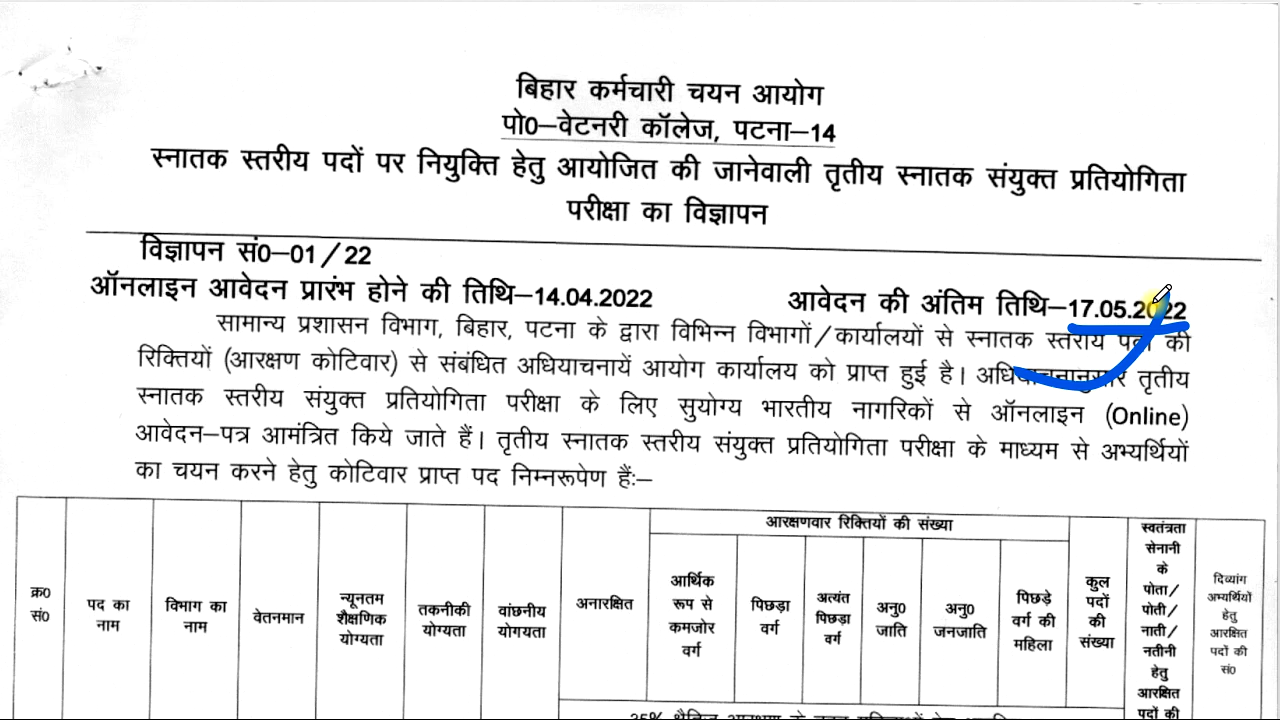 बिहार कर्मचारी चयन आयोग
पो0–वेटनरी कॉलेज, पटना–14
स्नातक स्तरीय पदों पर नियुक्ति हेतु आयोजित की जानेवाली तृतीय स्नातक संयुक्त प्रतियोगिता
परीक्षा का विज्ञापन
विज्ञापन सं0–01/22
ऑनलाइन आवेदन प्रारंभ होने की तिथि–14.04.2022 आवेदन की अंतिम तिथि–17.05.2022
सामान्य प्रशासन विभाग, बिहार, पटना के द्वारा विभिन्न विभागों/कार्यालयों से स्नातक स्तरीय पदों की
रिक्तियों (आरक्षण कोटिवार) से संबंधित अधियाचनायें आयोग कार्यालय को प्राप्त हुई है। अधियाचनानुसार तृतीय
स्नातक स्तरीय संयुक्त प्रतियोगिता परीक्षा के लिए सुयोग्य भारतीय नागरिकों से ऑनलाइन (Online)
आवेदन–पत्र आमंत्रित किये जाते हैं। तृतीय स्नातक स्तरीय संयुक्त प्रतियोगिता परीक्षा के माध्यम से अभ्यर्थियों
का चयन करने हेतु कोटिवार प्राप्त पद निम्नरूपेण हैः–
क्र0
सं0
पद का
नाम
विभाग का
नाम
वेतनमान
न्यूनतम
शैक्षणिक
योग्यता
तकनीकी
योग्यता
वांछनीय
योगयता
आरक्षणवार रिक्तियों की संख्या
अनारक्षित
आर्थिक
रूप से
कमजोर
वर्ग
पिछड़ा
वर्ग
अत्यंत
पिछड़ा
वर्ग
अनु0
जाति
अनु0
जनजाति
पिछड़े
वर्ग की
महिला
कुल
पदों
की
संख्या
स्वतंत्रता
सेनानी
के
पोता/
पोती/
नाती/
नतीनी
हेतु
आरक्षित
पदों की
दिव्यांग
अभ्यर्थियों
हेतु
आरक्षित
पदों की
सं0